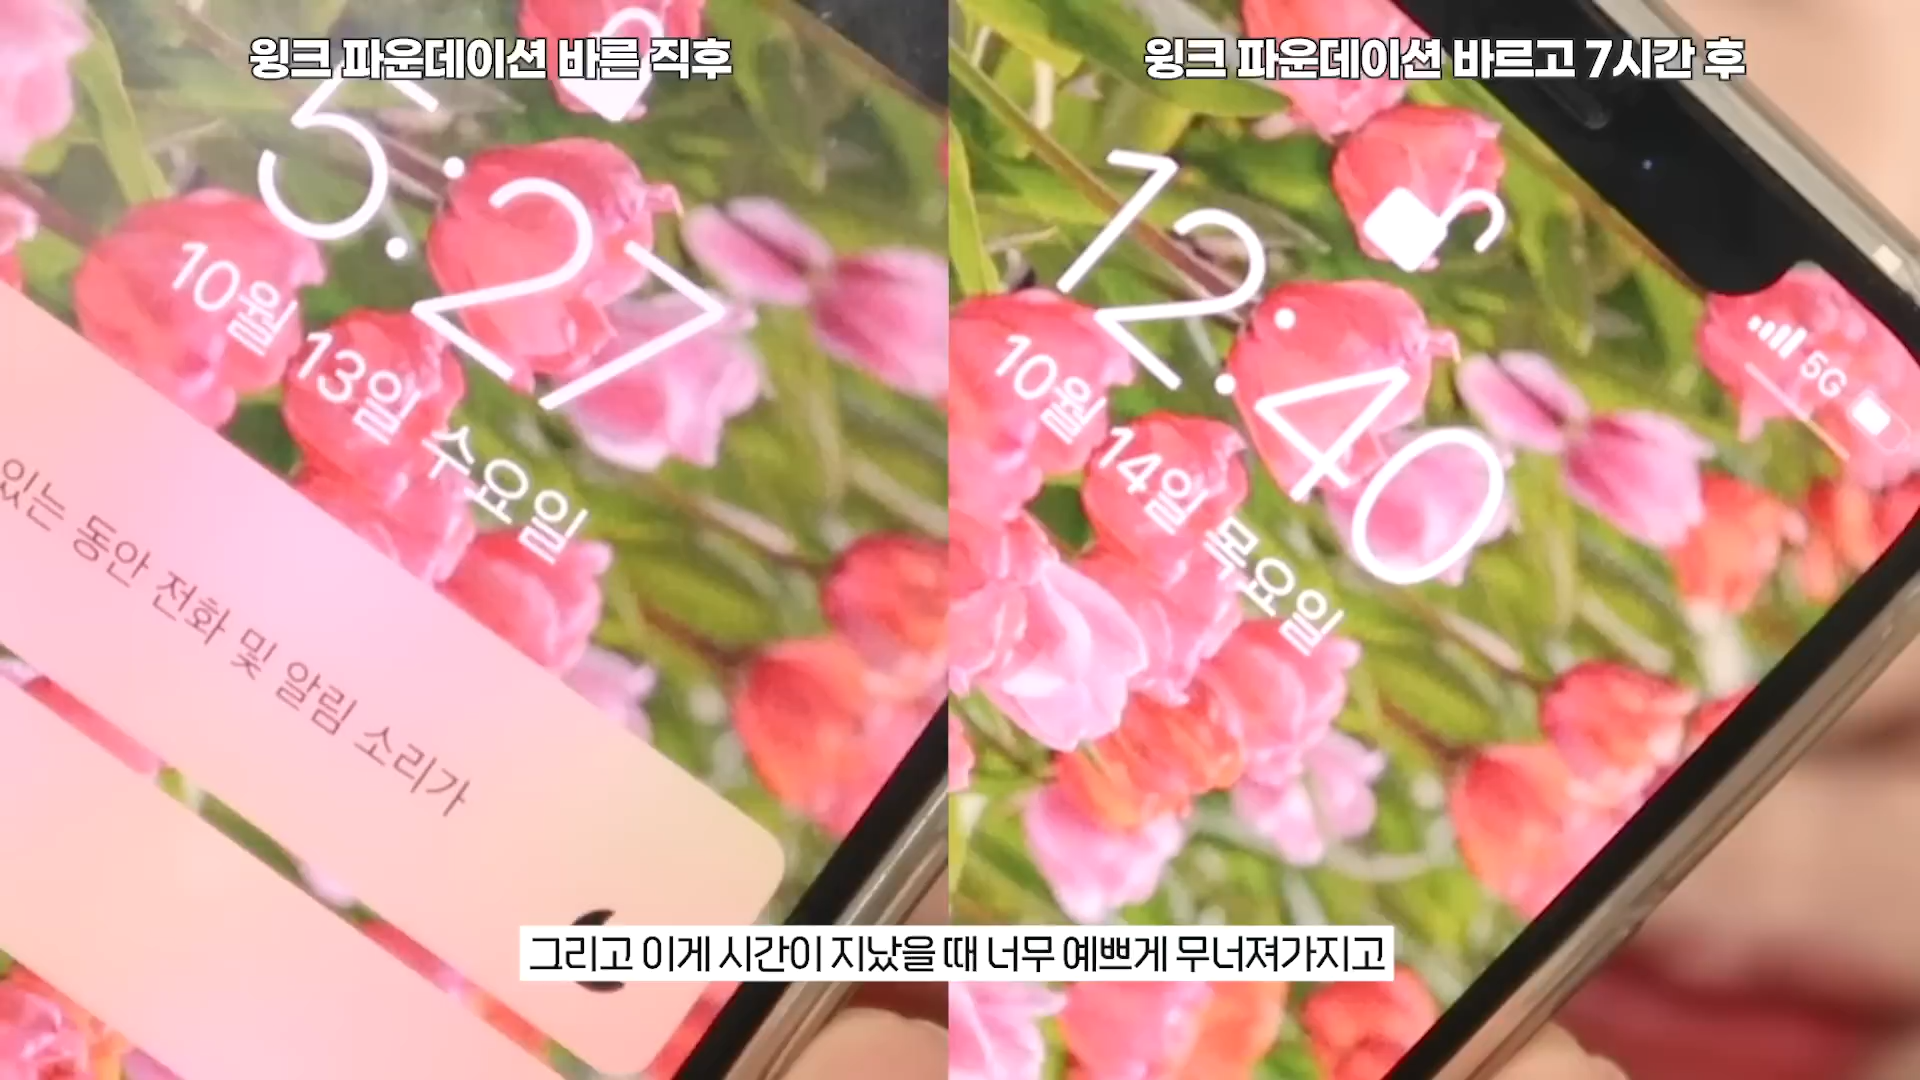 윙크 파운데이션 바른 직후
5:27
10월 13일 수요일
있는 동안 전화 및 알림 소리가
윙크 파운데이션 바르고 7시간 후
12:40
10월 14일 목요일
5G
그리고 이게 시간이 지났을 때 너무 예쁘게 무너져가지고